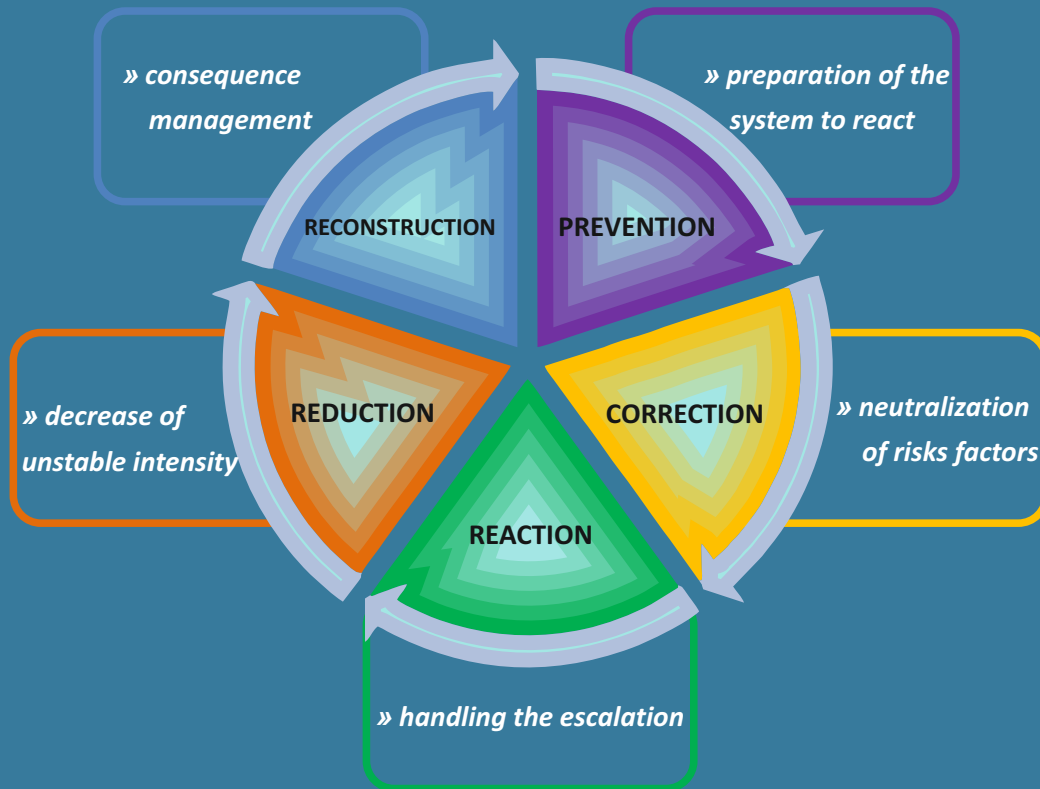 » consequence
management
» preparation of the
system to react
RECONSTRUCTION
PREVENTION
REDUCTION
CORRECTION
» decrease of
unstable intensity
» neutralization
of risks factors
REACTION
» handling the escalation